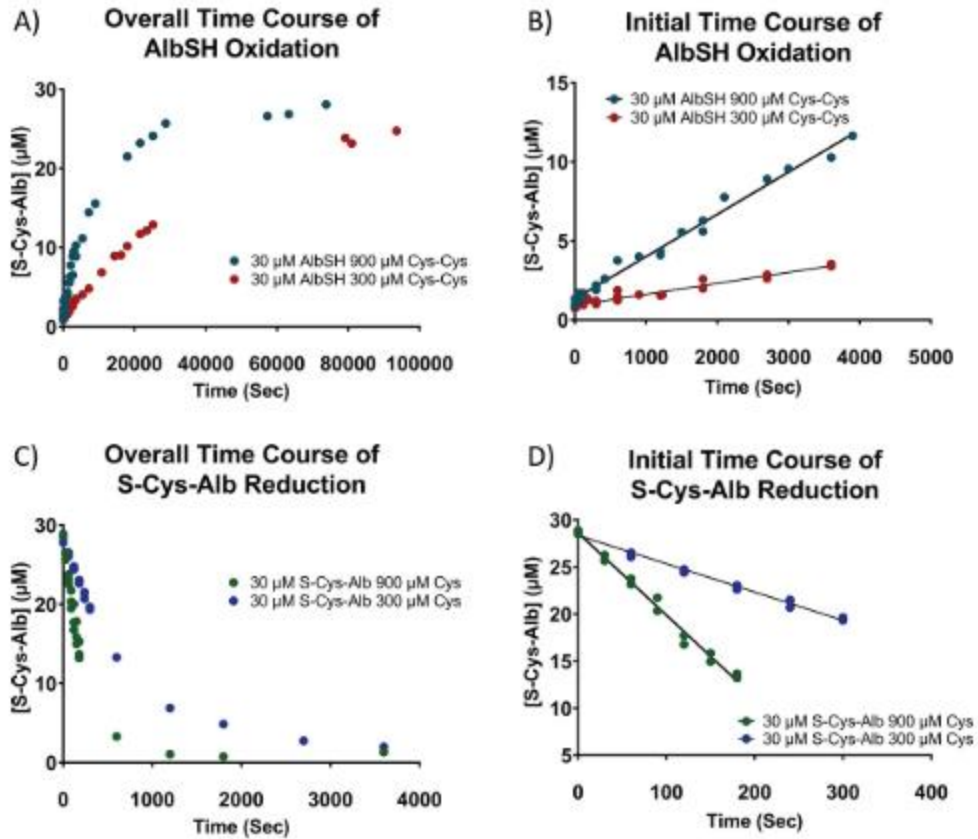 A)
Overall Time Course of
AlbSH Oxidation
[S-Cys-Alb] (µM)
30
20
10
0
30 µM AlbSH 900 µM Cys-Cys
30 µM AlbSH 300 µM Cys-Cys
0 20000 40000 60000 80000 100000
Time (Sec)
B)
Initial Time Course of
AlbSH Oxidation
[S-Cys-Alb] (µM)
15
10
5
0
30 µM AlbSH 900 µM Cys-Cys
30 µM AlbSH 300 µM Cys-Cys
0 1000 2000 3000 4000 5000
Time (Sec)
C)
Overall Time Course of
S-Cys-Alb Reduction
[S-Cys-Alb] (µM)
30
20
10
0
30 µM S-Cys-Alb 900 µM Cys
30 µM S-Cys-Alb 300 µM Cys
0 1000 2000 3000 4000
Time (Sec)
D)
Initial Time Course of
S-Cys-Alb Reduction
[S-Cys-Alb] (µM)
30
25
20
15
10
5
30 µM S-Cys-Alb 900 µM Cys
30 µM S-Cys-Alb 300 µM Cys
0 100 200 300 400
Time (Sec)